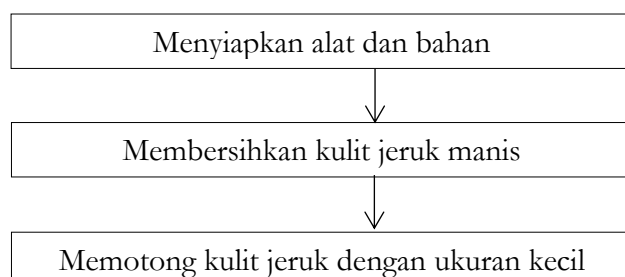 Menyiapkan alat dan bahan
Membersihkan kulit jeruk manis
Memotong kulit jeruk dengan ukuran kecil